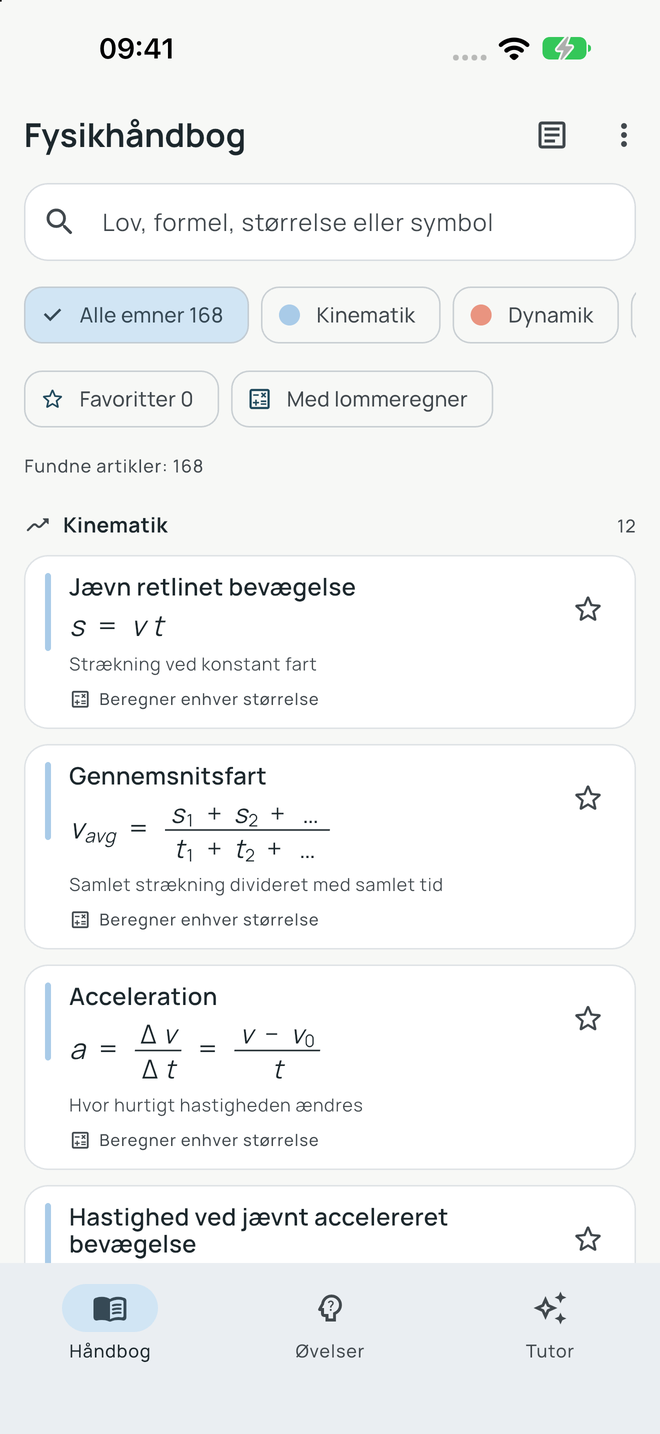 09:41
Fysikhåndbog
Lov, formel, størrelse eller symbol
Alle emner 168
Kinematik
Dynamik
Favoritter 0
Med lommeregner
Fundne artikler: 168
Kinematik
12
Jævn retlinet bevægelse
s = v t
Strækning ved konstant fart
Beregner enhver størrelse
Gennemsnitsfart
v_avg = (s₁ + s₂ + ...) / (t₁ + t₂ + ...)
Samlet strækning divideret med samlet tid
Beregner enhver størrelse
Acceleration
a = Δ v / Δ t = (v − v₀) / t
Hvor hurtigt hastigheden ændres
Beregner enhver størrelse
Hastighed ved jævnt accelereret
bevægelse
Håndbog
Øvelser
Tutor